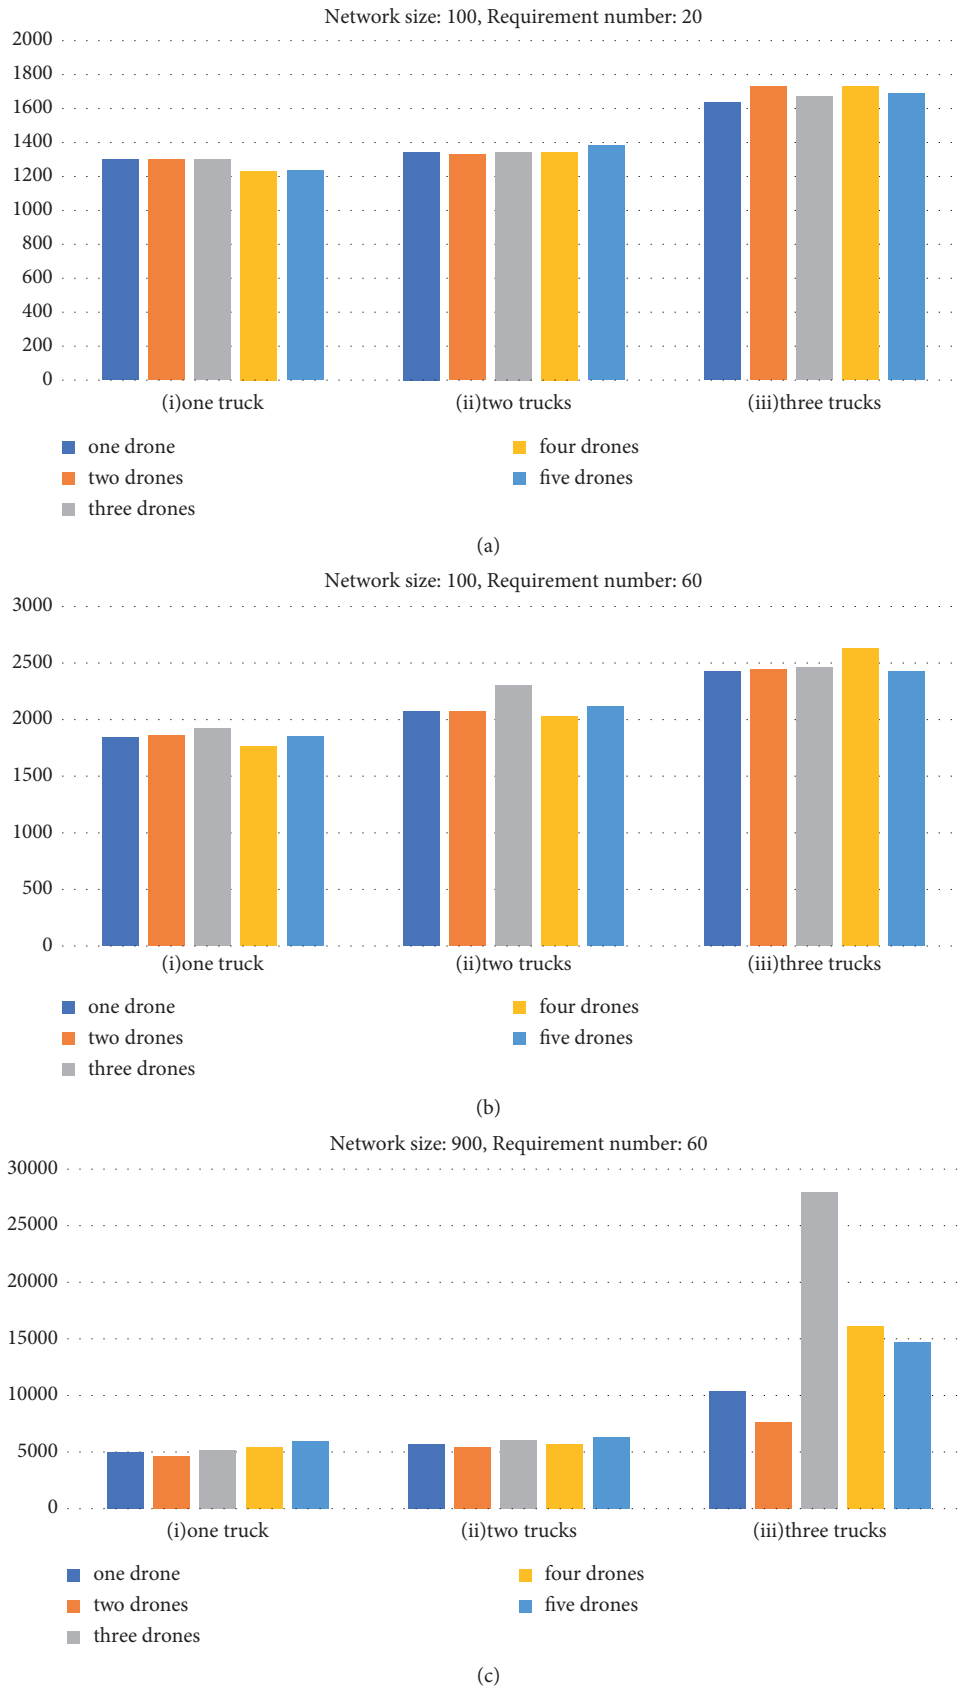 Network size: 100, Requirement number: 20
2000
1800
1600
1400
1200
1000
800
600
400
200
0
(i)one truck
(ii)two trucks
(iii)three trucks
one drone
two drones
three drones
four drones
five drones
(a)
Network size: 100, Requirement number: 60
3000
2500
2000
1500
1000
500
0
(i)one truck
(ii)two trucks
(iii)three trucks
one drone
two drones
three drones
four drones
five drones
(b)
Network size: 900, Requirement number: 60
30000
25000
20000
15000
10000
5000
0
(i)one truck
(ii)two trucks
(iii)three trucks
one drone
two drones
three drones
four drones
five drones
(c)